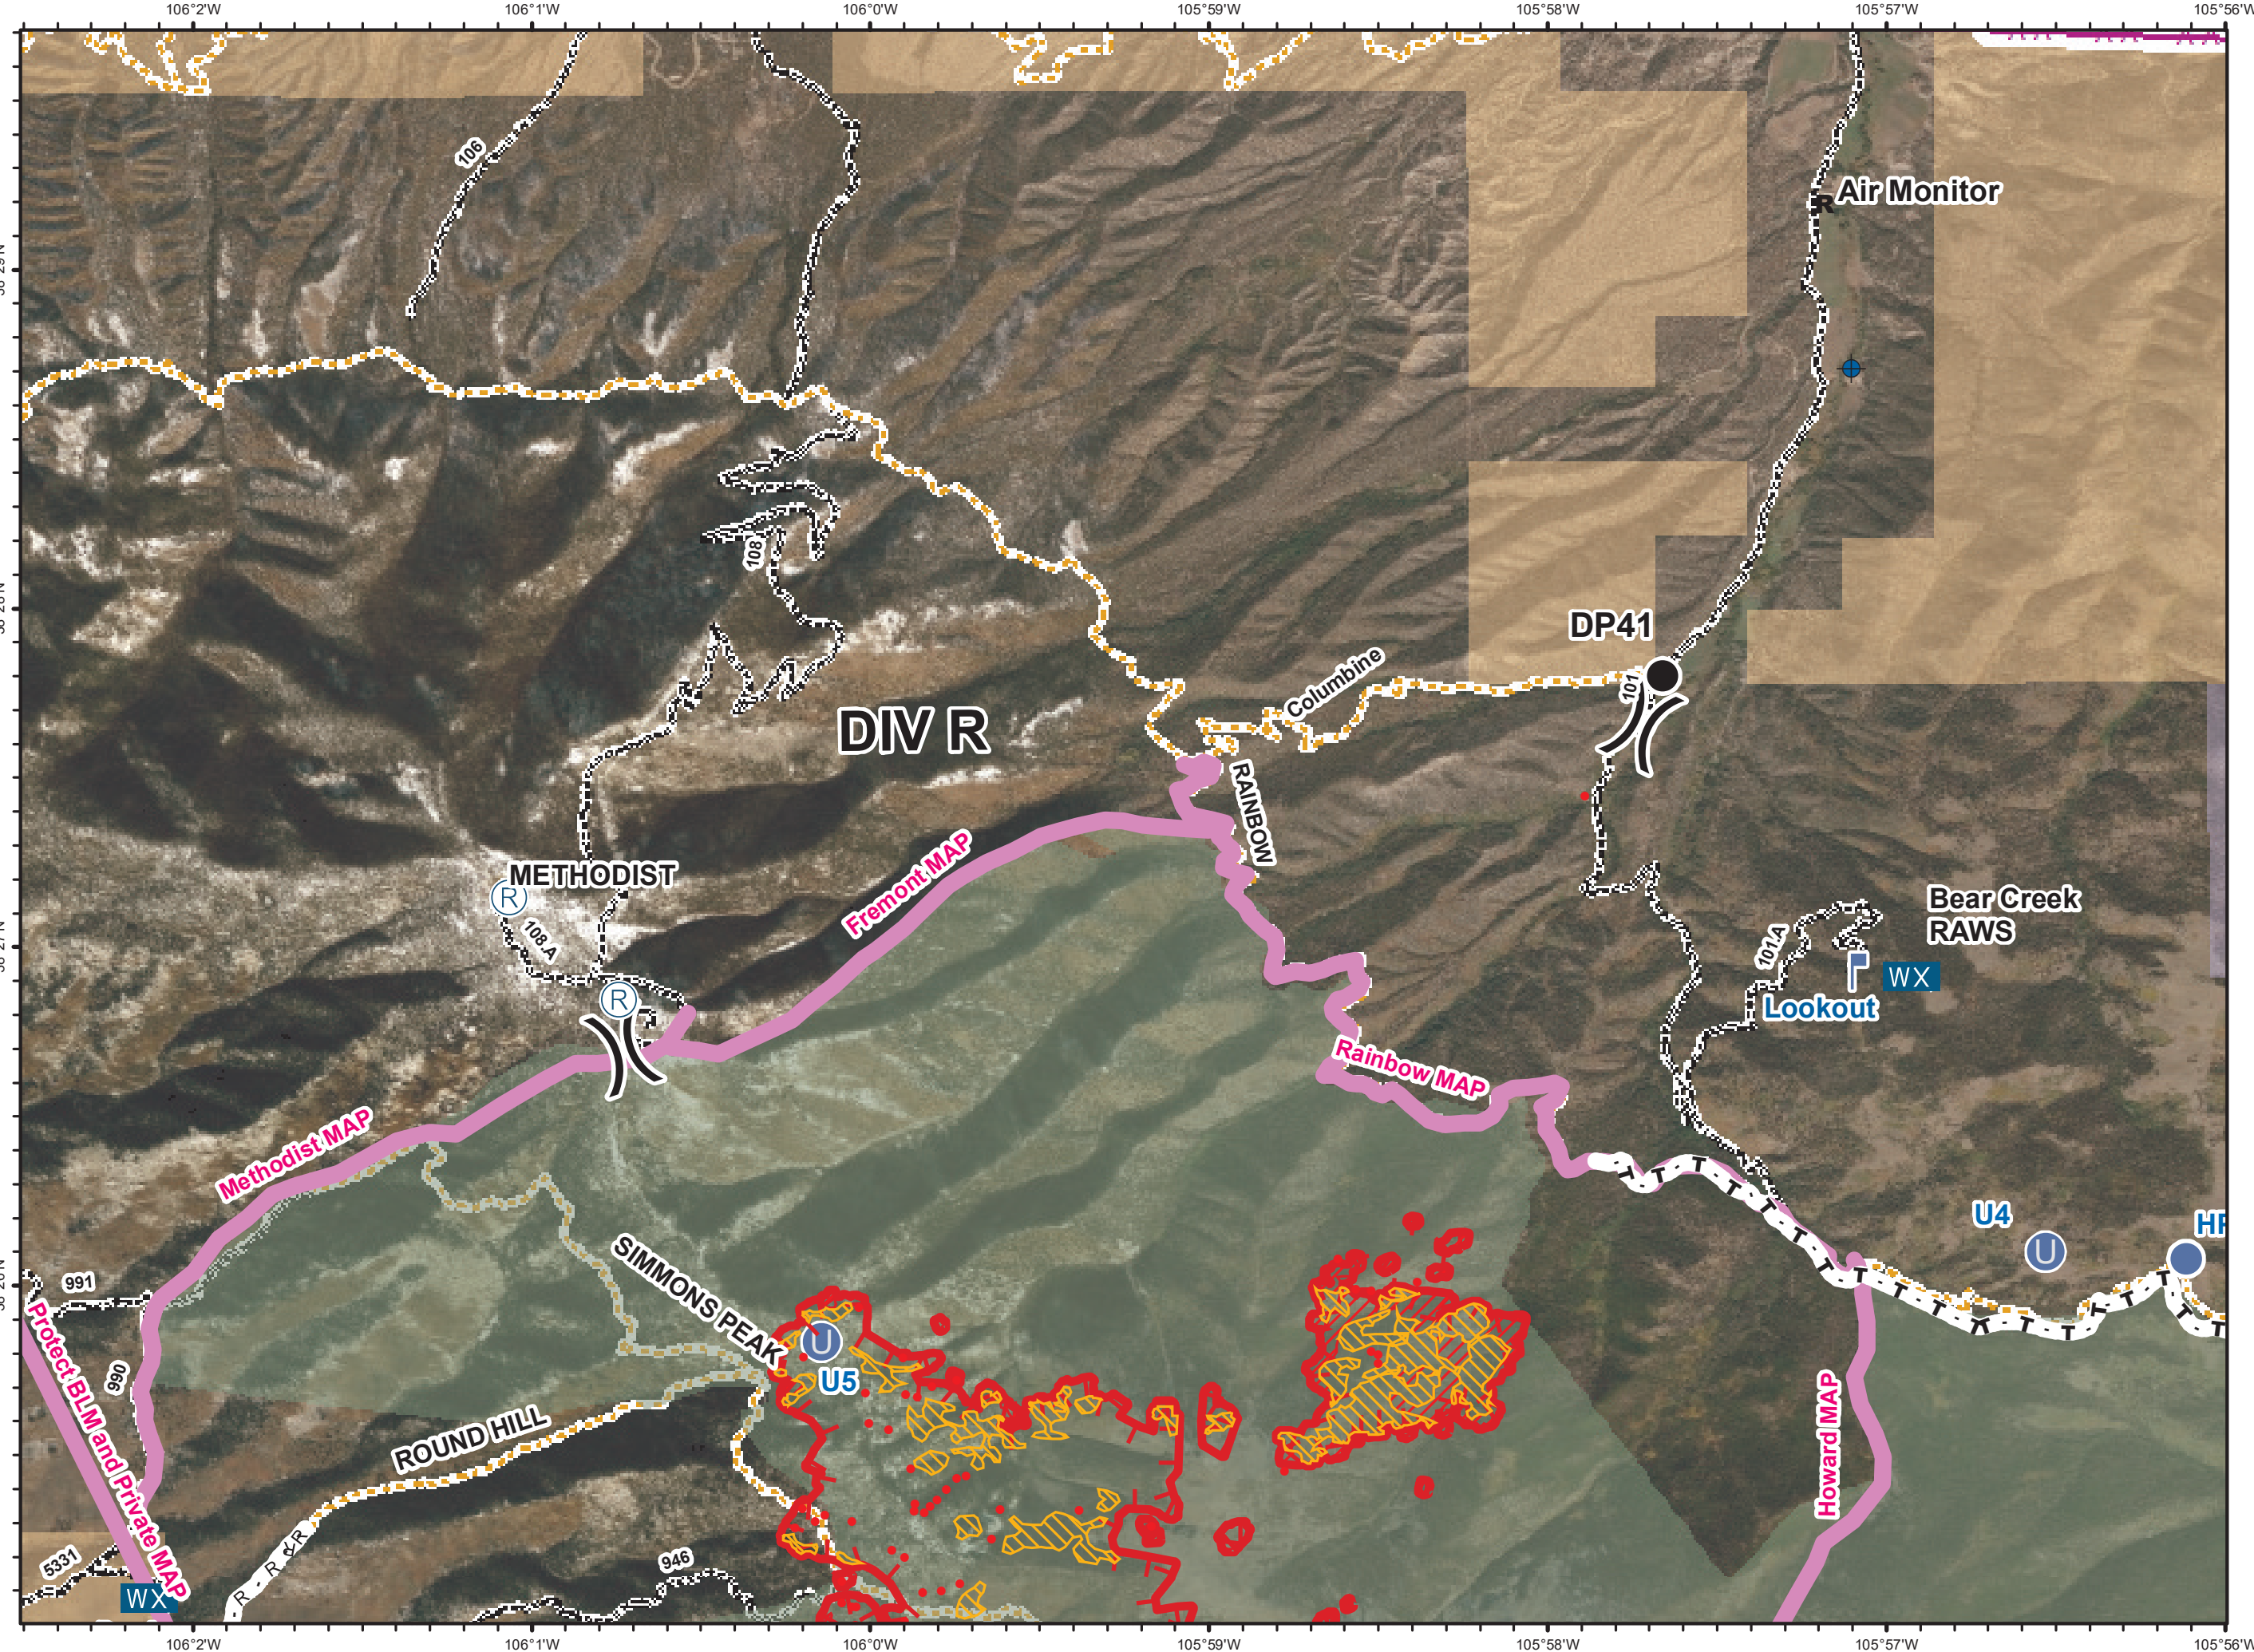 106°2'W
106°1'W
106°0'W
105°59'W
105°58'W
105°57'W
105°56'W
106
R
Air Monitor
108
DP41
101
Columbine
DIV R
RAINBOW
Fremont MAP
METHODIST
R
108.A
R
101.A
Bear Creek
RAWS
WX
Lookout
Rainbow MAP
Methodist MAP
T T T T T T T T T T T T T T T T T T
U4
U
SIMMONS PEAK
991
990
Protect BLM and Private MAP
U
U5
Howard MAP
ROUND HILL
R R R
5331
946
WX
106°2'W
106°1'W
106°0'W
105°59'W
105°58'W
105°57'W
105°56'W